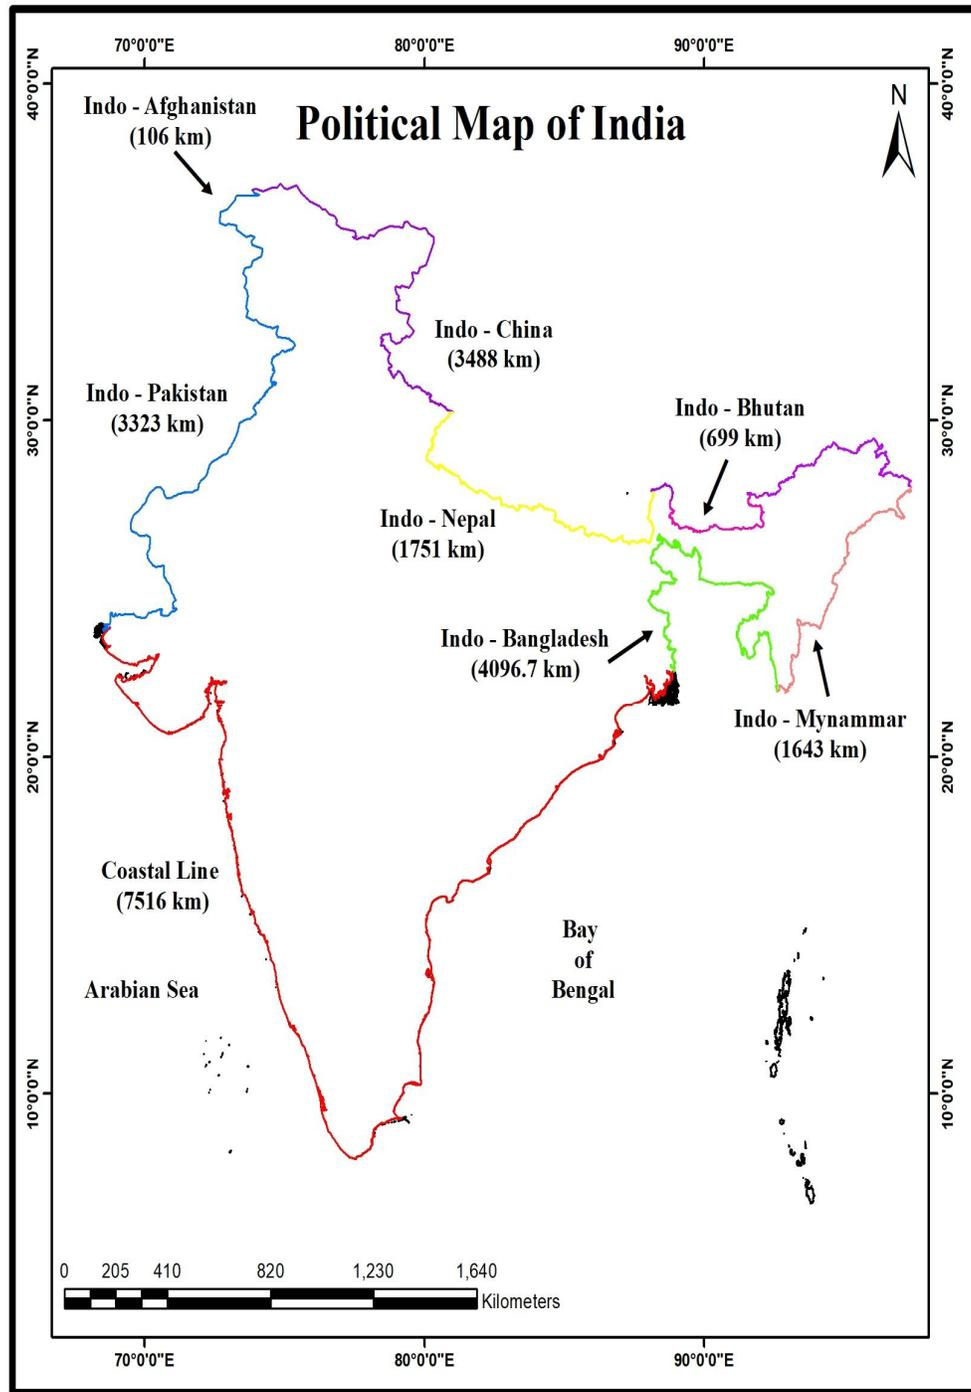 70°0'0"E 80°0'0"E 90°0'0"E
40°0'0"N
40°0'0"N
Indo - Afghanistan
(106 km)
Political Map of India
N
Indo - China
(3488 km)
Indo - Pakistan
(3323 km)
30°0'0"N
30°0'0"N
Indo - Bhutan
(699 km)
Indo - Nepal
(1751 km)
Indo - Bangladesh
(4096.7 km)
Indo - Mynammar
(1643 km)
20°0'0"N
20°0'0"N
Coastal Line
(7516 km)
Bay
of
Bengal
Arabian Sea
10°0'0"N
10°0'0"N
0 205 410 820 1,230 1,640
Kilometers
70°0'0"E 80°0'0"E 90°0'0"E